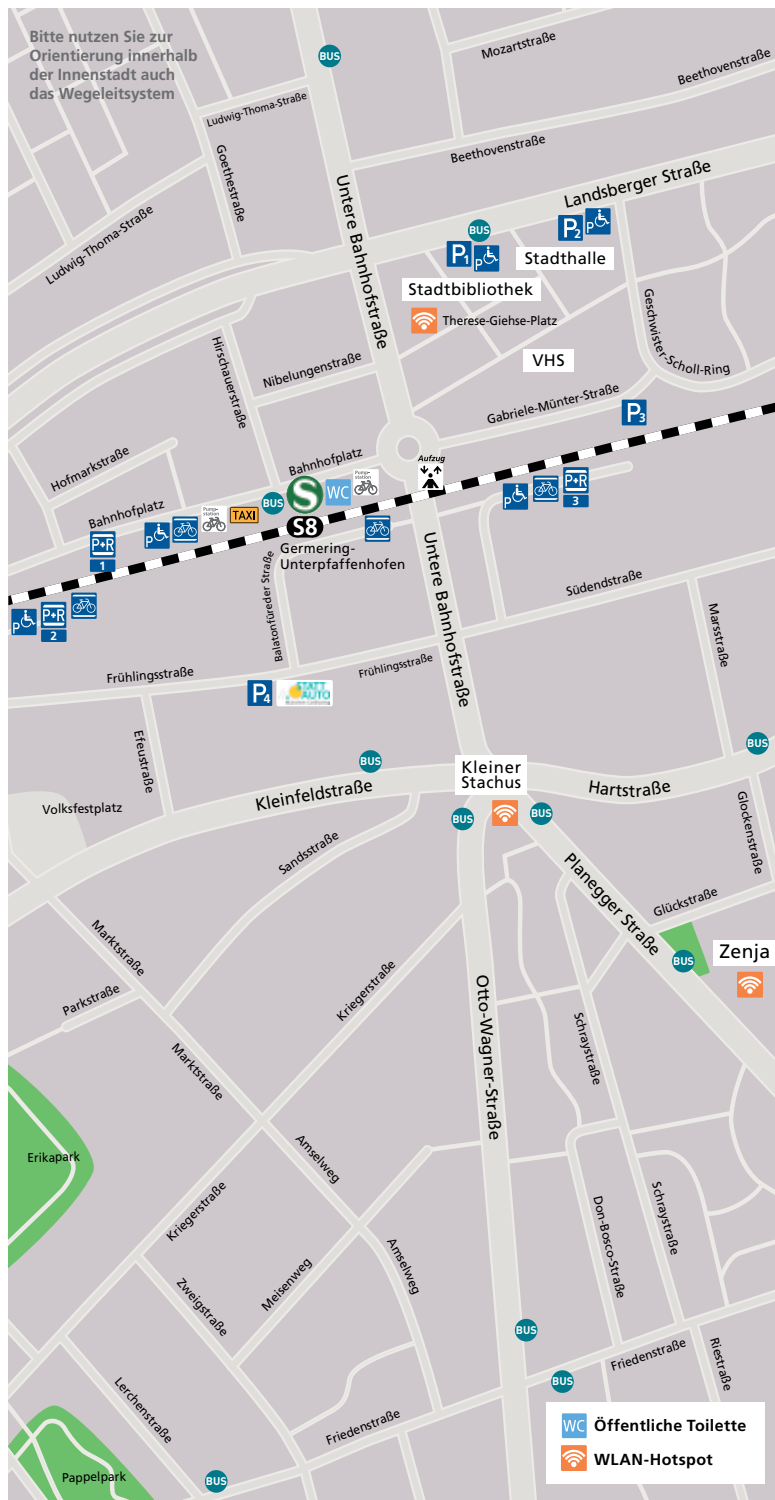 Bitte nutzen Sie zur
Orientierung innerhalb
der Innenstadt auch
das Wegeleitsystem
BUS
Mozartstraße
Beethovenstraße
Ludwig-Thoma-Straße
Goethestraße
Beethovenstraße
Landsberger Straße
Untere Bahnhofstraße
Ludwig-Thoma-Straße
BUS
P2
P
P1
P
Stadthalle
Stadtbibliothek
Therese-Giehse-Platz
Geschwister-Scholl-Ring
Hirschauerstraße
Nibelungenstraße
VHS
Gabriele-Münter-Straße
P3
Hofmarkstraße
Bahnhofplatz
Aufzug
Bahnhofplatz
BUS
S
WC
Pump-
station
Pump-
station
TAXI
P
P+R
1
S8
Germering-
Unterpfaffenhofen
P
P+R
3
P
P+R
2
Balatonfüreder Straße
Untere Bahnhofstraße
Südendstraße
Marsstraße
Frühlingsstraße
Frühlingsstraße
P4
STATT
AUTO
Efeustraße
BUS
BUS
Kleiner
Stachus
Kleinfeldstraße
Hartstraße
Volksfestplatz
BUS
BUS
Glockenstraße
Sandsstraße
Planegger Straße
Glückstraße
Marktstraße
BUS
Zenja
Parkstraße
Kriegerstraße
Otto-Wagner-Straße
Schraystraße
Marktstraße
Erikapark
Amselweg
Kriegerstraße
Don-Bosco-Straße
Schraystraße
Amselweg
Meisenweg
Zweigstraße
BUS
Friedenstraße
Riestraße
BUS
Lerchenstraße
Friedenstraße
Pappelpark
BUS
WC Öffentliche Toilette
WLAN-Hotspot